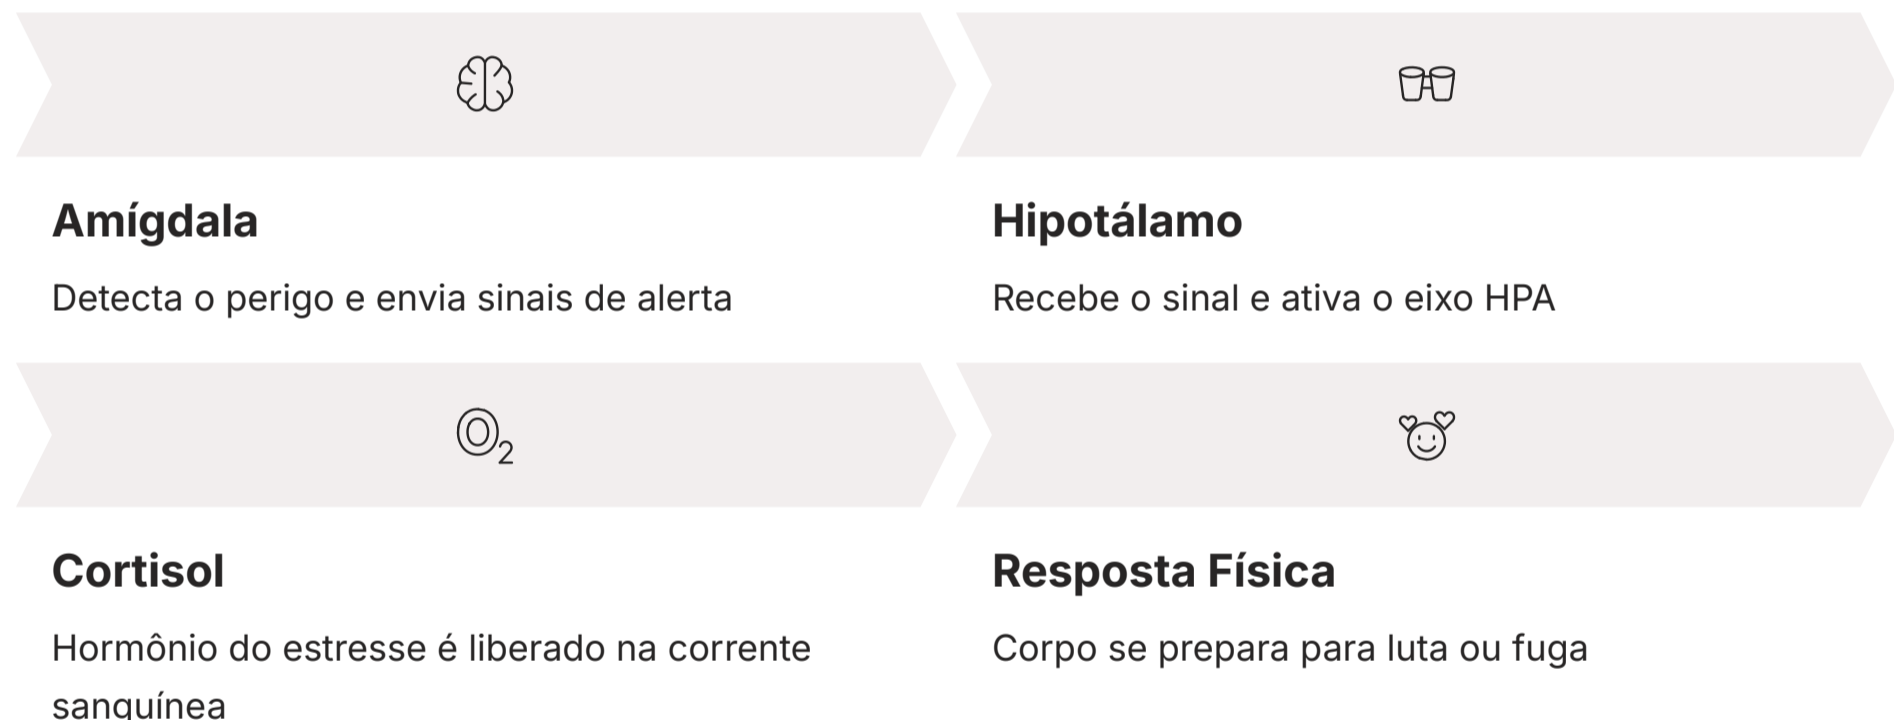 Amígdala
Detecta o perigo e envia sinais de alerta
Hipotálamo
Recebe o sinal e ativa o eixo HPA
O2
Cortisol
Hormônio do estresse é liberado na corrente
sanguínea
Resposta Física
Corpo se prepara para luta ou fuga